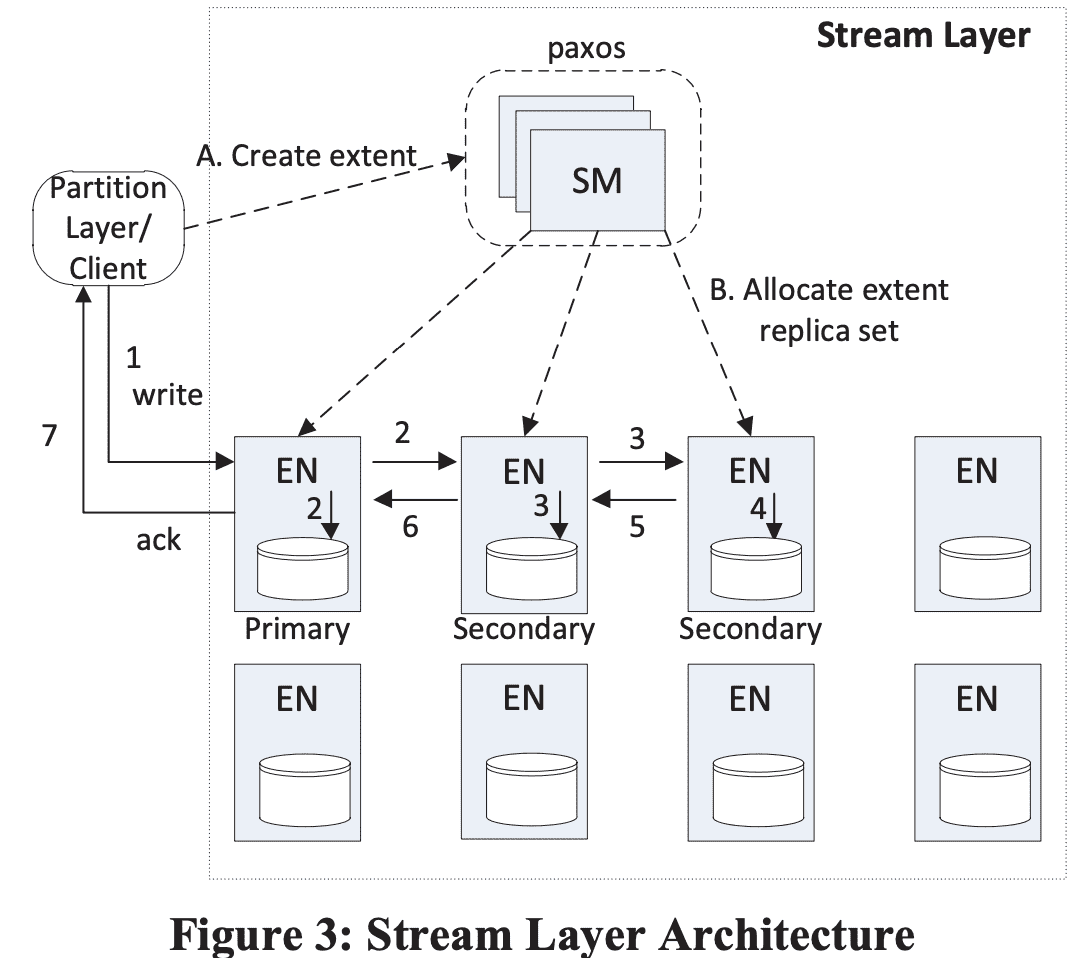 Stream Layer
paxos
A. Create extent
SM
Partition
Layer/
Client
B. Allocate extent
replica set
1
write
7
2
3
EN
EN
EN
EN
2
3
4
6
5
ack
Primary
Secondary
Secondary
EN
EN
EN
EN
Figure 3: Stream Layer Architecture